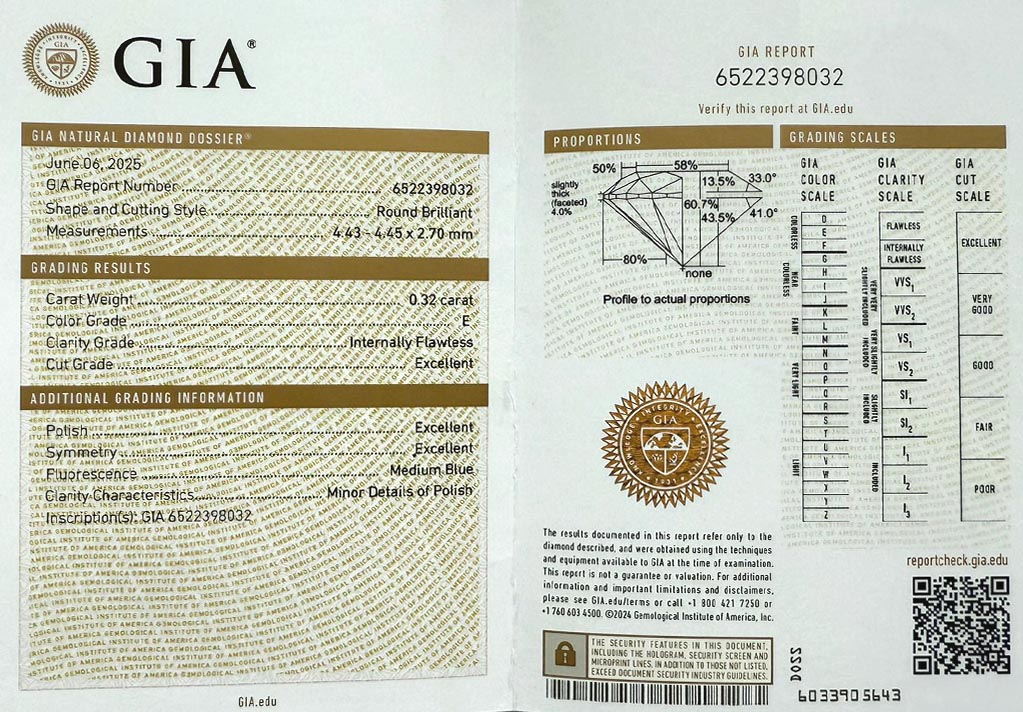 GIA®
GIA NATURAL DIAMOND DOSSIER®
June 06, 2025
GIA Report Number 6522398032
Shape and Cutting Style Round Brilliant
Measurements 4.43 - 4.45 x 2.70 mm
GRADING RESULTS
Carat Weight 0.32 carat
Color Grade E
Clarity Grade Internally Flawless
Cut Grade Excellent
ADDITIONAL GRADING INFORMATION
Polish Excellent
Symmetry Excellent
Fluorescence Medium Blue
Clarity Characteristics Minor Details of Polish
Inscription(s): GIA 6522398032
GIA.edu
GIA REPORT
6522398032
Verify this report at GIA.edu
PROPORTIONS
50%
58%
slightly
thick
(faceted)
4.0%
13.5%
33.0°
60.7%
43.5%
41.0°
80%
none
Profile to actual proportions
GIA
INTEGRITY
The results documented in this report refer only to the
diamond described, and were obtained using the techniques
and equipment available to GIA at the time of examination.
This report is not a guarantee or valuation. For additional
information and important limitations and disclaimers,
please see GIA.edu/terms or call +1 800 421 7250 or
+1 760 603 4500. ©2024 Gemological Institute of America, Inc.
THE SECURITY FEATURES IN THIS DOCUMENT,
INCLUDING THE HOLOGRAM, SECURITY SCREEN AND
MICROPRINT LINES, IN ADDITION TO THOSE NOT LISTED,
EXCEED DOCUMENT SECURITY INDUSTRY GUIDELINES.
GRADING SCALES
GIA
COLOR
SCALE
COLORLESS
D
E
F
NEAR
COLORLESS
G
H
I
J
FAINT
K
L
M
VERY LIGHT
N
O
P
Q
R
LIGHT
S
T
U
V
W
X
Y
Z
GIA
CLARITY
SCALE
FLAWLESS
INTERNALLY
FLAWLESS
VERY VERY
SLIGHTLY INCLUDED
VVS1
VVS2
VERY SLIGHTLY
INCLUDED
VS1
VS2
SLIGHTLY
INCLUDED
SI1
SI2
INCLUDED
I1
I2
I3
GIA
CUT
SCALE
EXCELLENT
VERY
GOOD
GOOD
FAIR
POOR
reportcheck.gia.edu
DOS2
6033905643